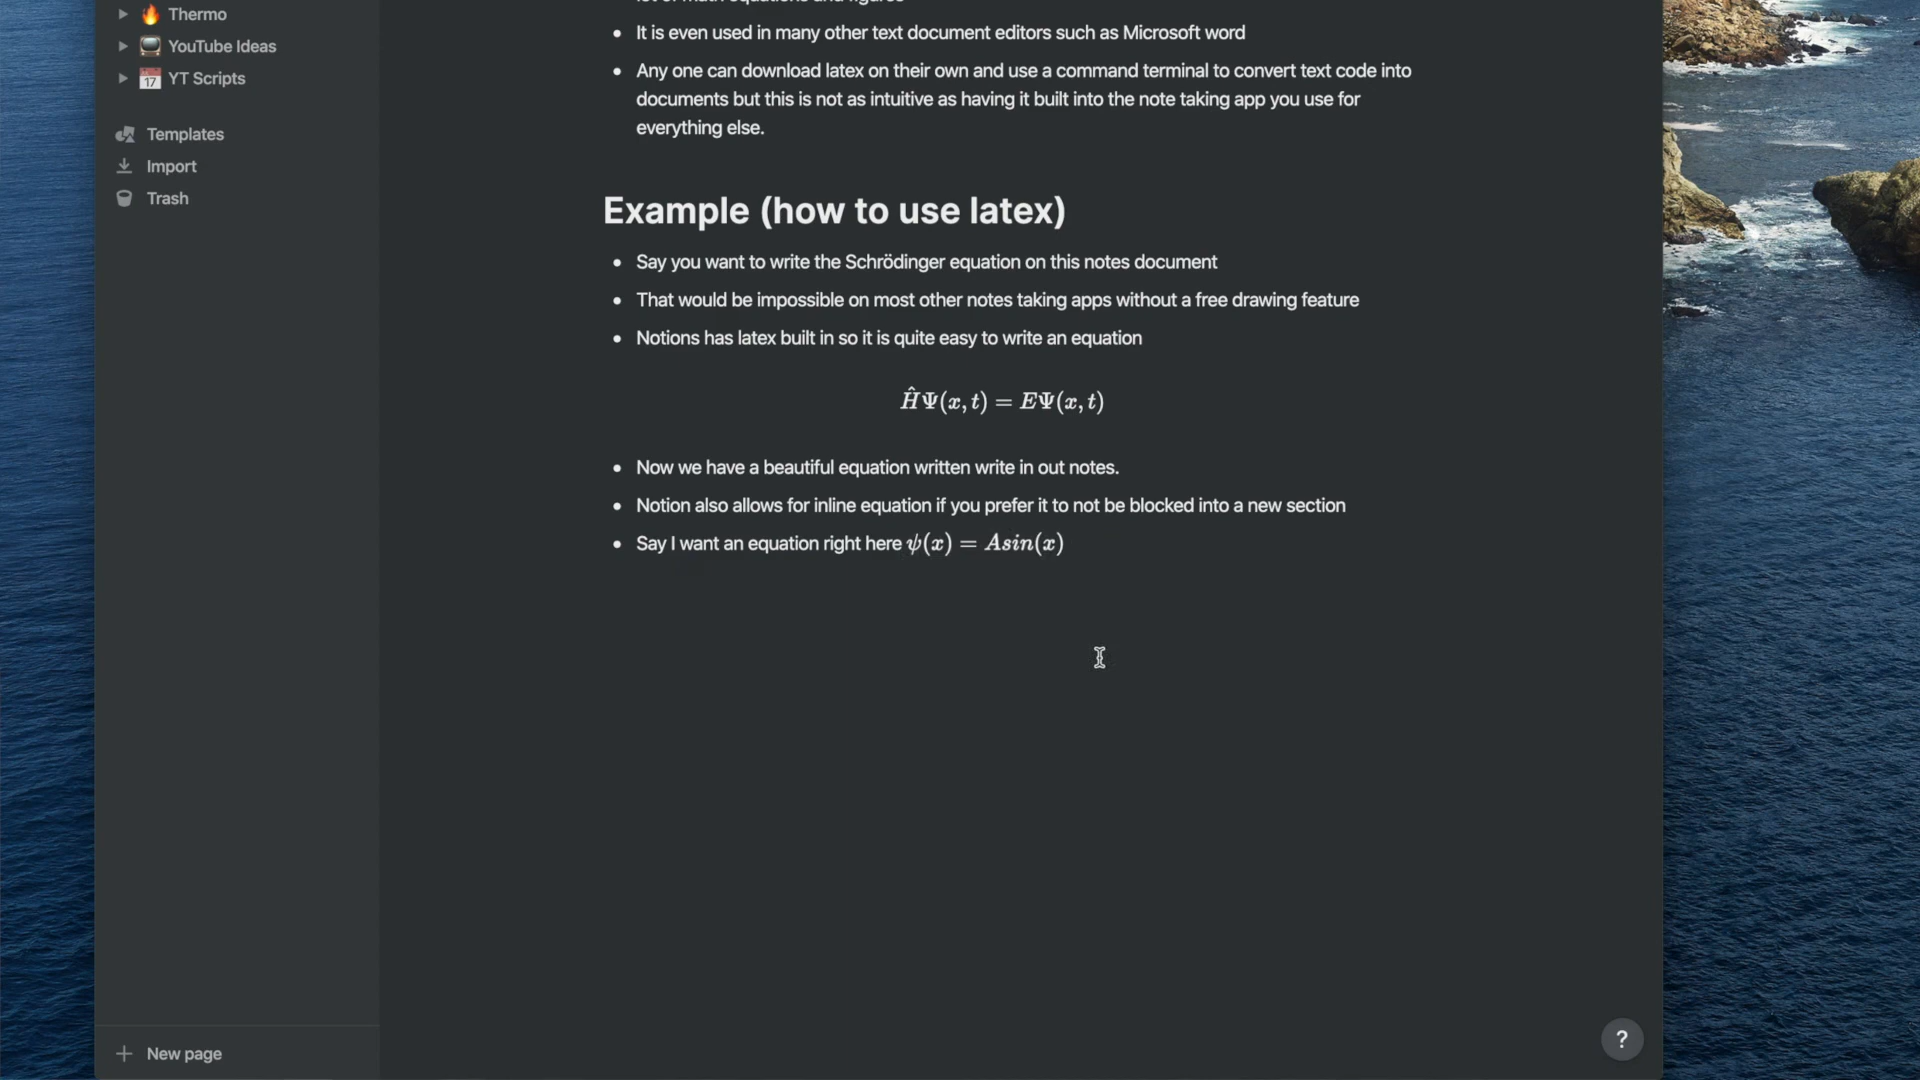 Thermo
YouTube Ideas
17
YT Scripts
Templates
Import
Trash
New page
• It is even used in many other text document editors such as Microsoft word
• Any one can download latex on their own and use a command terminal to convert text code into
documents but this is not as intuitive as having it built into the note taking app you use for
everything else.
Example (how to use latex)
• Say you want to write the Schrödinger equation on this notes document
• That would be impossible on most other notes taking apps without a free drawing feature
• Notions has latex built in so it is quite easy to write an equation
ĤΨ(x, t) = EΨ(x, t)
• Now we have a beautiful equation written write in out notes.
• Notion also allows for inline equation if you prefer it to not be blocked into a new section
• Say I want an equation right here ψ(x) = Asin(x)
?